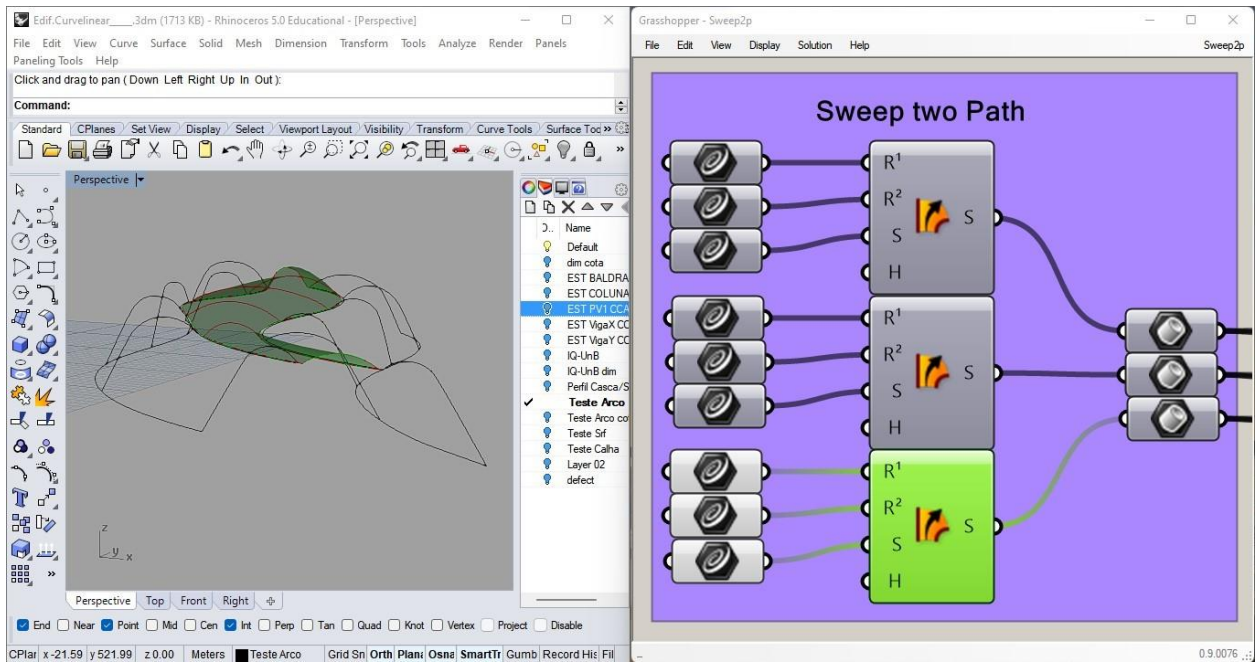 Edif.Curvelinear____.3dm (1713 KB) - Rhinoceros 5.0 Educational - [Perspective]
File Edit View Curve Surface Solid Mesh Dimension Transform Tools Analyze Render Panels
Paneling Tools Help
Click and drag to pan ( Down Left Right Up In Out ):
Command:
Standard CPlanes Set View Display Select Viewport Layout Visibility Transform Curve Tools Surface Toc »
»
Perspective
D.. Name
Default
dim cota
EST BALDRA
EST COLUNA
EST PV1 CCA
EST VigaX CC
EST VigaY CC
IQ-UnB
IQ-UnB dim
Perfil Casca/S
Teste Arco
Teste Arco co
Teste Srf
Teste Calha
Layer 02
defect
z
y x
»
Perspective Top Front Right
End Near Point Mid Cen Int Perp Tan Quad Knot Vertex Project Disable
CPlar x -21.59 y 521.99 z 0.00 Meters Teste Arco Grid Sn Orth Plana Osna SmartTr Gumb Record His Fil
Grasshopper - Sweep2p
File Edit View Display Solution Help Sweep2p
Sweep two Path
R¹
R²
S
H
S
R¹
R²
S
H
S
R¹
R²
S
H
S
0.9.0076